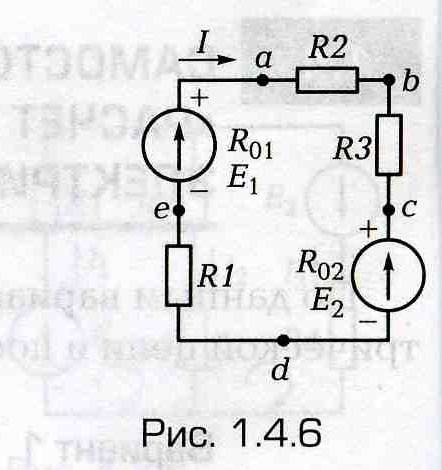 I a R2 b
+
R01 R3
E1
−
e c
+
R1 R02
E2
−
d
Рис. 1.4.6